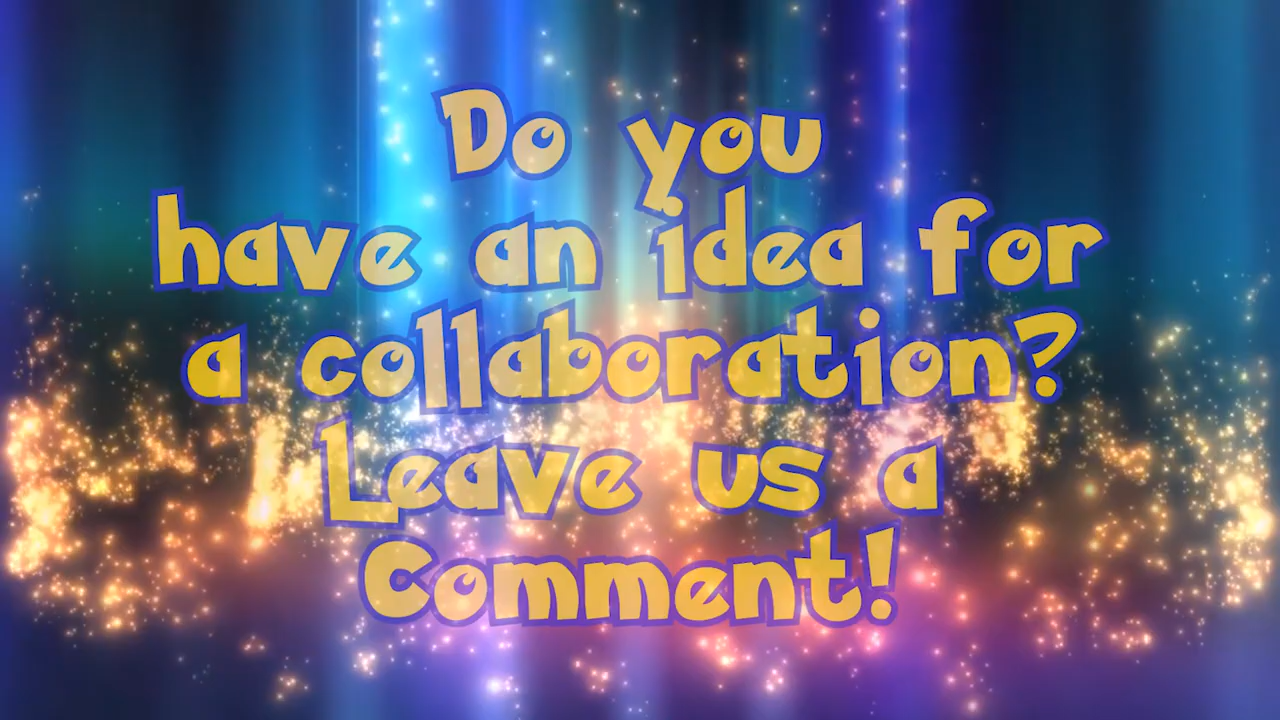 Do you
have an idea for
a collaboration?
Leave us a
Comment!